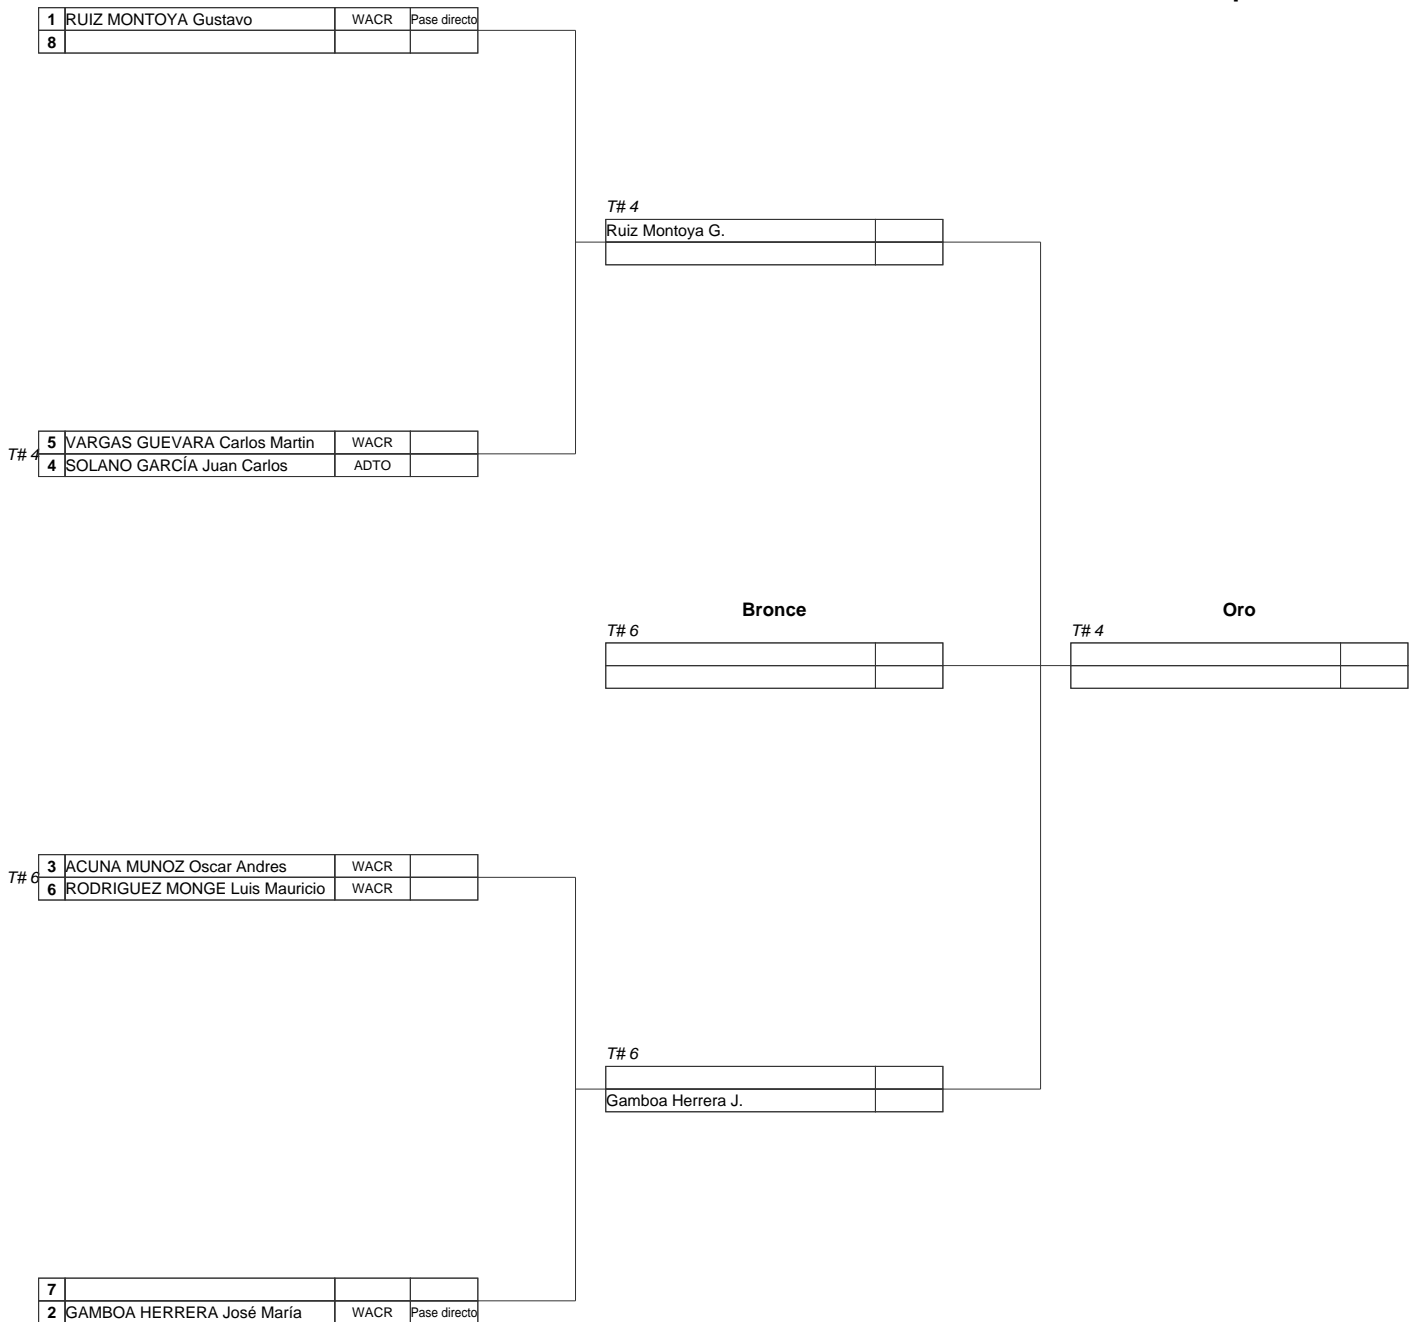 1 RUIZ MONTOYA Gustavo WACR Pase directo
8
T# 4
Ruiz Montoya G.
T# 4
5 VARGAS GUEVARA Carlos Martin WACR
4 SOLANO GARCÍA Juan Carlos ADTO
Bronce
Oro
T# 6
T# 4
T# 6
3 ACUNA MUNOZ Oscar Andres WACR
6 RODRIGUEZ MONGE Luis Mauricio WACR
T# 6
Gamboa Herrera J.
7
2 GAMBOA HERRERA José María WACR Pase directo